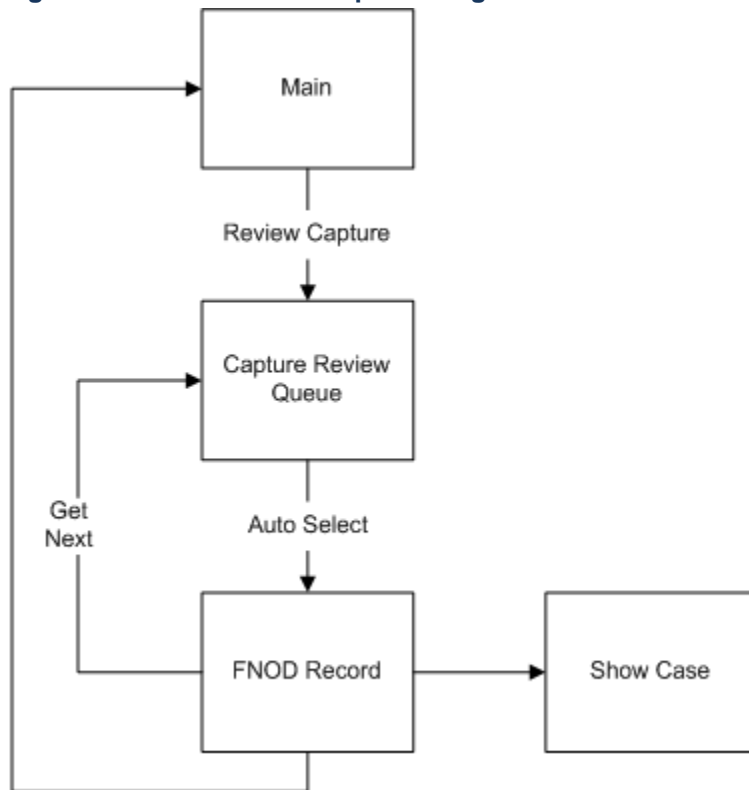 Main
Review Capture
Capture Review
Queue
Get
Next
Auto Select
FNOD Record
Show Case